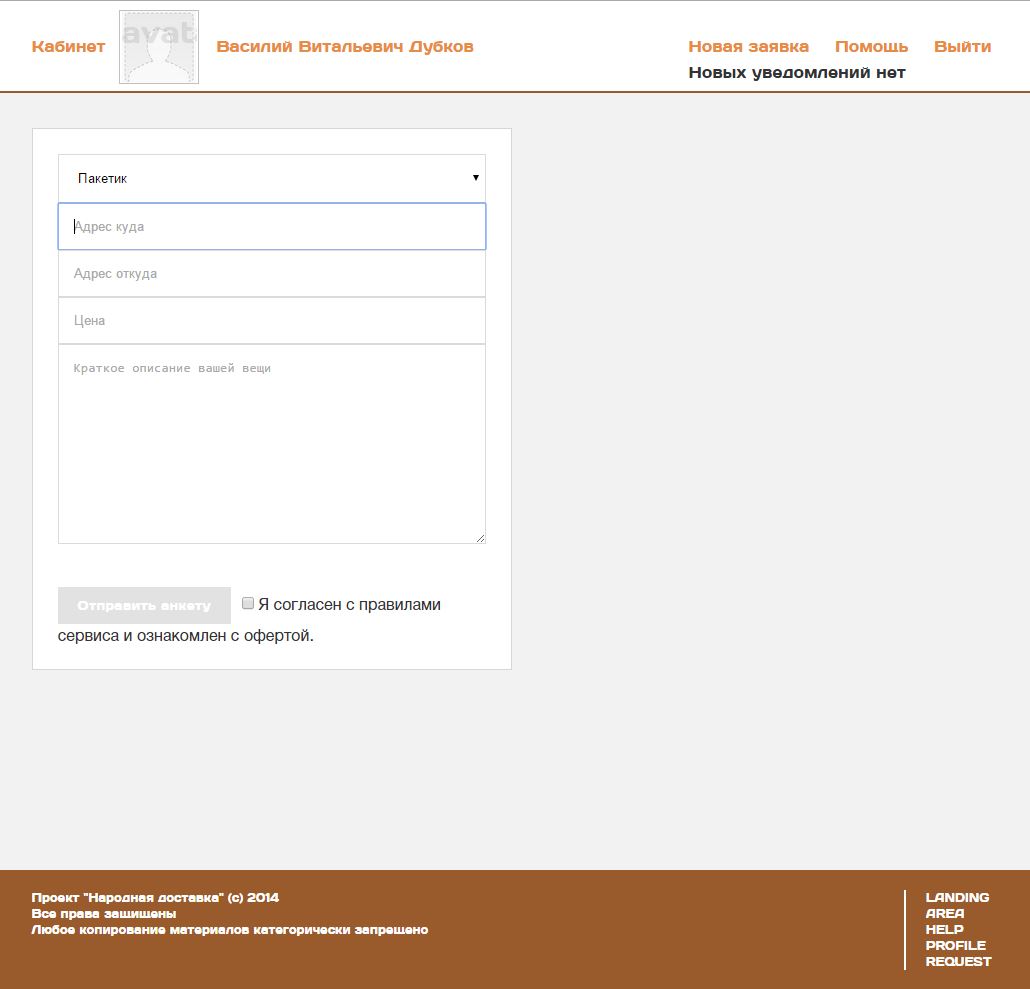 Кабинет
avat
Василий Витальевич Дубков
Новая заявка
Помощь
Выйти
Новых уведомлений нет
Пакетик
Адрес куда
Адрес откуда
Цена
Краткое описание вашей вещи
Отправить анкету
Я согласен с правилами
сервиса и ознакомлен с офертой.
Проект "Народная доставка" (c) 2014
Все права защищены
Любое копирование материалов категорически запрещено
LANDING
AREA
HELP
PROFILE
REQUEST